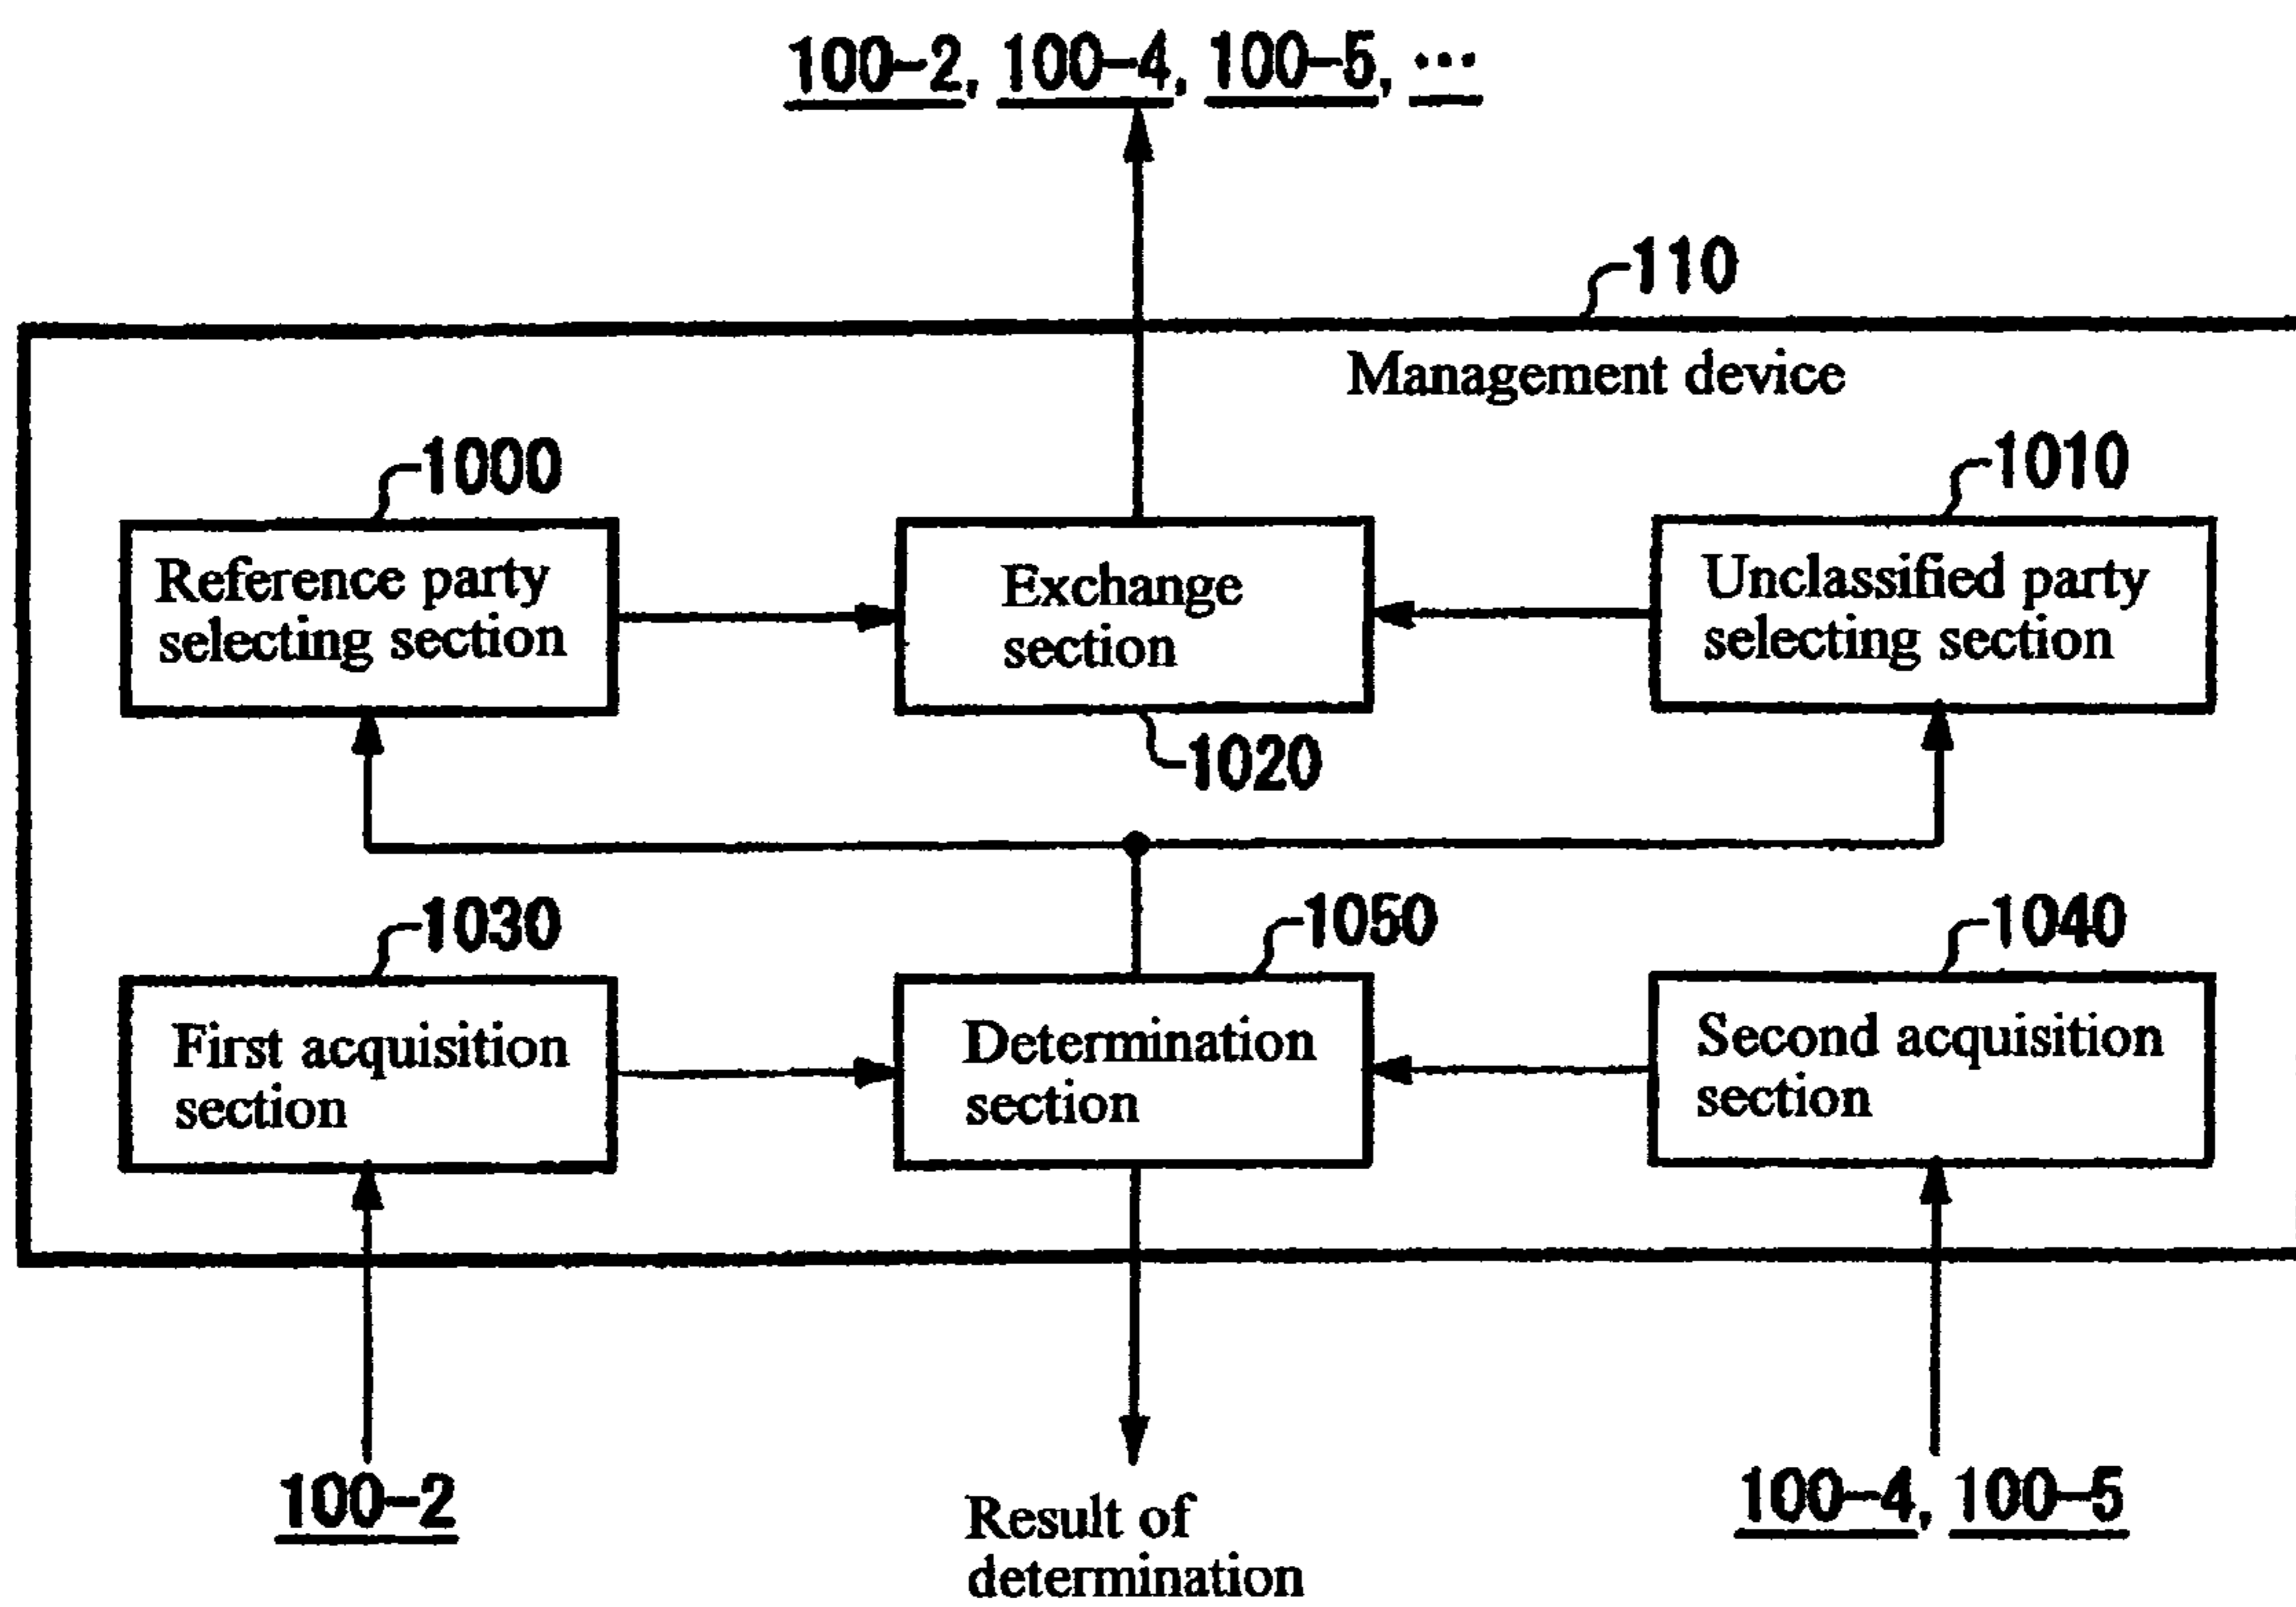 100-2, 100-4, 100-5, ...
110
Management device
1000
1010
Reference party
selecting section
Exchange
section
Unclassified party
selecting section
1020
1030
1050
1040
First acquisition
section
Determination
section
Second acquisition
section
100-2
Result of
determination
100-4, 100-5